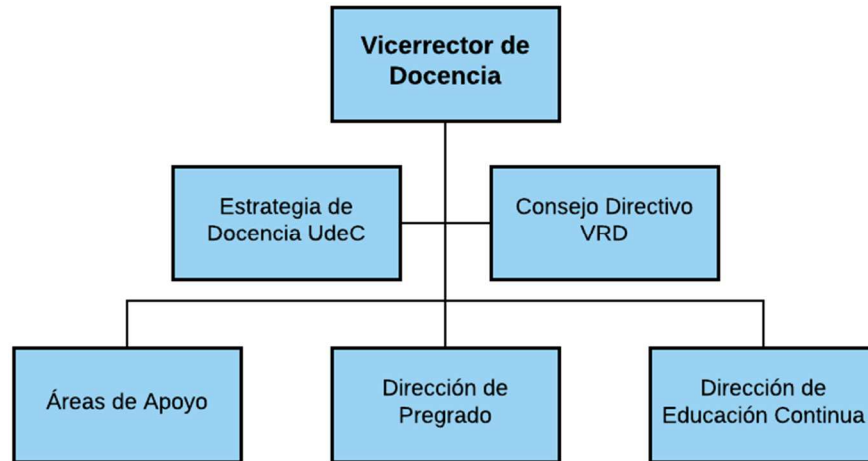 Vicerrector de
Docencia
Estrategia de
Docencia UdeC
Consejo Directivo
VRD
Áreas de Apoyo
Dirección de
Pregrado
Dirección de
Educación Continua